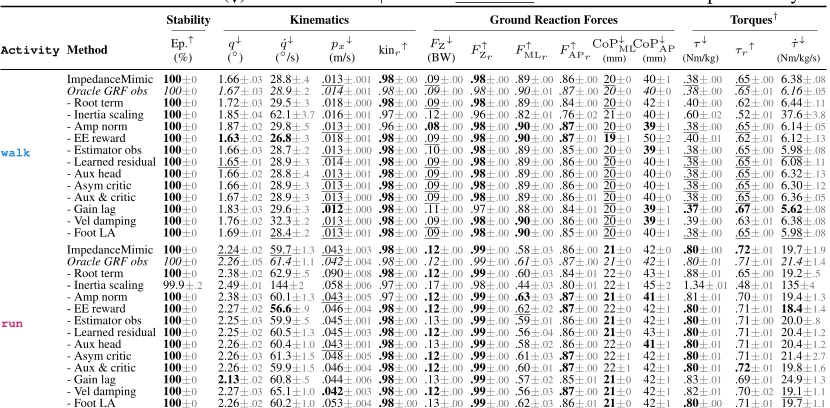 Stability Kinematics Ground Reaction Forces Torques†
Activity Method Ep.↑ (%) q↓ (°) q̇↓ (°/s) pₓ↓ (m) kinᵣ↑ F_Z↓ (BW) F_Zr↑ F_MLr↑ F_APr↑ CoP↓ML (mm) CoP↓AP (mm) τ↓ (Nm/kg) τᵣ↑ τ̇↓ (Nm/kg/s)
walk
ImpedanceMimic 100±0 1.66±.03 28.8±.4 .013±.001 .98±.00 .09±.00 .98±.00 .89±.00 .86±.00 20±0 40±1 .38±.00 .65±.00 6.38±.08
Oracle GRF obs 100±0 1.67±.03 28.9±.2 .014±.001 .98±.00 .09±.00 .98±.00 .90±.01 .87±.00 20±0 40±0 .38±.00 .65±.01 6.16±.05
- Root term 100±0 1.72±.03 29.5±.3 .018±.000 .98±.00 .09±.00 .98±.00 .89±.00 .84±.00 20±0 42±1 .40±.00 .62±.00 6.44±.11
- Inertia scaling 100±0 1.85±.04 62.1±3.7 .016±.001 .97±.00 .12±.00 .96±.00 .82±.01 .76±.02 21±0 40±1 .60±.02 .52±.01 37.6±3.8
- Amp norm 100±0 1.87±.02 29.8±.5 .013±.001 .96±.00 .08±.00 .98±.00 .90±.00 .87±.00 20±0 39±1 .38±.00 .65±.00 6.14±.05
- EE reward 100±0 1.63±.02 26.8±.3 .018±.001 .98±.00 .09±.00 .98±.00 .90±.00 .87±.01 19±1 50±2 .40±.01 .62±.01 6.12±.13
- Estimator obs 100±0 1.66±.03 28.7±.2 .013±.000 .98±.00 .10±.00 .98±.00 .89±.00 .85±.00 20±0 39±1 .38±.00 .65±.00 5.98±.08
- Learned residual 100±0 1.65±.01 28.9±.3 .014±.001 .98±.00 .09±.00 .98±.00 .89±.00 .86±.00 20±0 40±1 .38±.00 .65±.00 6.08±.11
- Aux head 100±0 1.66±.02 28.8±.4 .013±.001 .98±.00 .09±.00 .98±.00 .89±.00 .86±.00 20±0 40±0 .38±.00 .65±.00 6.32±.13
- Asym critic 100±0 1.66±.01 28.9±.3 .013±.001 .98±.00 .09±.00 .98±.00 .89±.00 .86±.00 20±0 40±1 .38±.00 .65±.00 6.30±.12
- Aux & critic 100±0 1.67±.02 28.9±.3 .013±.000 .98±.00 .09±.00 .98±.00 .89±.00 .86±.01 20±0 40±0 .38±.00 .65±.00 6.36±.05
- Gain lag 100±0 1.83±.03 29.6±.3 .012±.000 .98±.00 .11±.00 .97±.00 .88±.00 .84±.01 20±0 39±1 .37±.00 .67±.00 5.62±.08
- Vel damping 100±0 1.76±.02 32.3±.2 .013±.000 .98±.00 .09±.00 .98±.00 .90±.00 .86±.00 20±0 39±1 .39±.00 .63±.01 6.38±.08
- Foot LA 100±0 1.69±.01 28.4±.2 .013±.001 .98±.00 .09±.00 .98±.00 .90±.00 .85±.00 20±0 40±1 .38±.00 .65±.00 5.98±.08
run
ImpedanceMimic 100±0 2.24±.02 59.7±1.3 .043±.003 .98±.00 .12±.00 .99±.00 .58±.03 .86±.00 21±0 42±0 .80±.00 .72±.01 19.7±1.9
Oracle GRF obs 100±0 2.26±.05 61.4±1.1 .042±.004 .98±.00 .12±.00 .99±.00 .61±.03 .87±.00 21±0 42±1 .80±.01 .71±.01 21.4±1.4
- Root term 100±0 2.38±.02 62.9±.5 .090±.008 .98±.00 .12±.00 .99±.00 .60±.03 .84±.01 22±0 43±1 .88±.01 .65±.00 19.2±.5
- Inertia scaling 99.9±.2 2.49±.01 144±2 .058±.006 .97±.00 .17±.00 .98±.00 .44±.03 .80±.01 22±1 45±2 1.34±.01 .48±.01 135±4
- Amp norm 100±0 2.38±.03 60.1±1.3 .043±.005 .97±.00 .12±.00 .99±.00 .63±.01 .87±.00 22±0 41±1 .81±.01 .70±.01 19.4±1.3
- EE reward 100±0 2.27±.02 56.6±.9 .046±.004 .98±.00 .12±.00 .99±.00 .62±.02 .87±.00 22±0 42±1 .80±.01 .71±.01 18.4±1.4
- Estimator obs 100±0 2.25±.03 59.9±.5 .045±.001 .98±.00 .13±.00 .99±.00 .59±.01 .86±.01 22±0 42±1 .80±.01 .71±.01 20.0±.8
- Learned residual 100±0 2.25±.02 60.5±1.3 .045±.003 .98±.00 .12±.00 .99±.00 .56±.04 .86±.01 21±0 43±1 .80±.01 .71±.01 20.4±1.2
- Aux head 100±0 2.26±.02 60.4±1.0 .043±.001 .98±.00 .13±.00 .99±.00 .58±.02 .86±.00 22±0 41±0 .80±.01 .71±.01 20.4±1.2
- Asym critic 100±0 2.26±.03 61.3±1.5 .048±.005 .98±.00 .12±.00 .99±.00 .61±.03 .87±.00 22±1 42±1 .80±.01 .71±.01 21.4±2.7
- Aux & critic 100±0 2.26±.02 59.9±1.5 .046±.004 .98±.00 .12±.00 .99±.00 .60±.01 .87±.00 22±1 42±1 .80±.01 .72±.01 19.8±1.6
- Gain lag 100±0 2.13±.02 60.8±.5 .044±.006 .98±.00 .13±.00 .99±.00 .57±.02 .85±.01 21±0 42±1 .83±.01 .69±.01 24.9±1.3
- Vel damping 100±0 2.27±.03 65.1±1.0 .042±.003 .98±.00 .12±.00 .99±.00 .56±.03 .87±.00 21±0 42±1 .82±.01 .70±.02 19.1±1.1
- Foot LA 100±0 2.26±.02 60.2±1.0 .053±.004 .98±.00 .13±.00 .99±.00 .62±.03 .86±.01 21±0 42±1 .80±.00 .71±.01 19.7±1.1